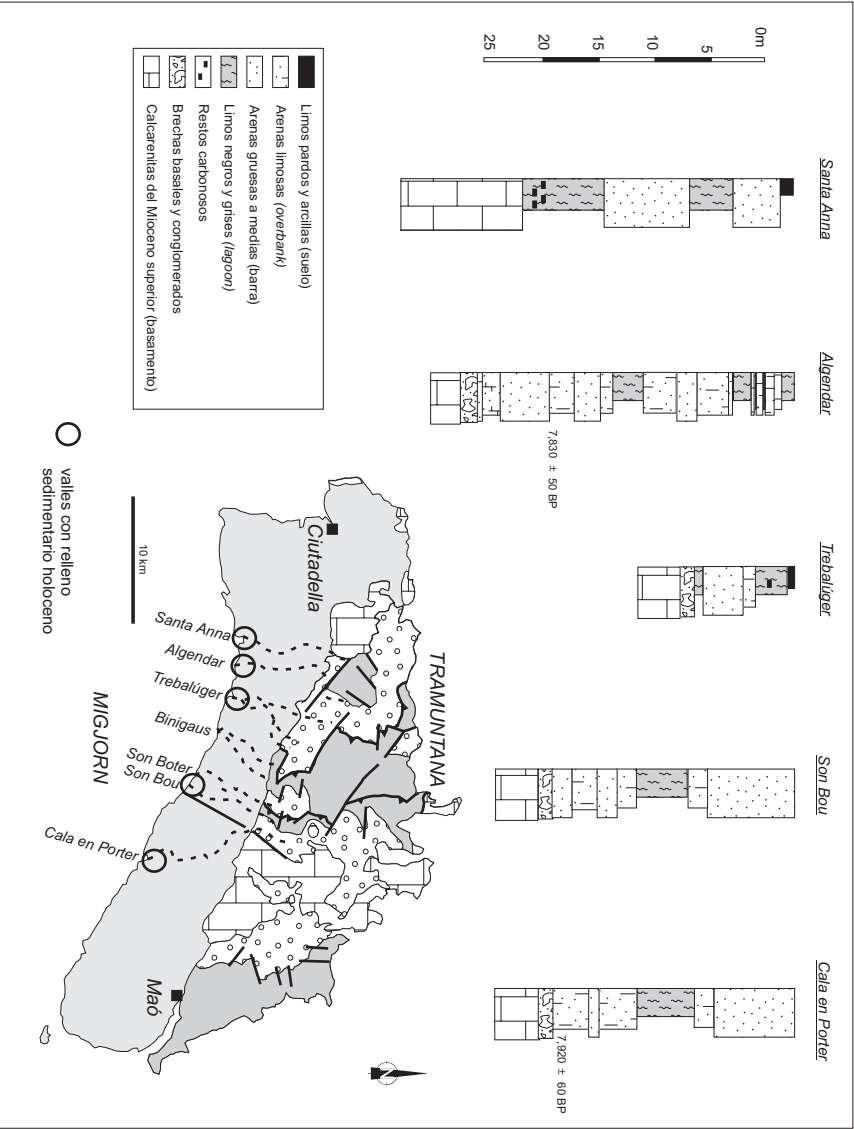 Santa Anna
Algendar
Trebalúger
Son Bou
Cala en Porter
0m
5
10
15
20
25
7,830 ± 50 BP
7,920 ± 60 BP
Limos pardos y arcillas (suelo)
Arenas limosas (overbank)
Arenas gruesas a medias (barra)
Limos negros y grises (lagoon)
Restos carbonosos
Brechas basales y conglomerados
Calcarenitas del Mioceno superior (basamento)
valles con relleno
sedimentario holoceno
10 km
TRAMUNTANA
Ciutadella
Santa Anna
Algendar
Trebalúger
Binigaus
Son Boter
Son Bou
Cala en Porter
MIGJORN
Maó
N